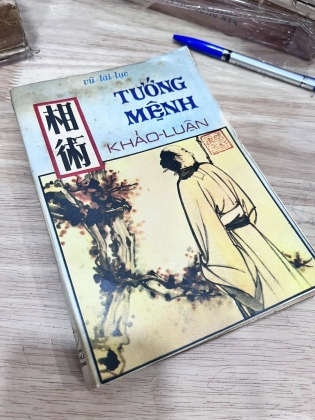 vũ tài lục
相術
TƯỚNG
MỆNH
KHẢO-LUẬN